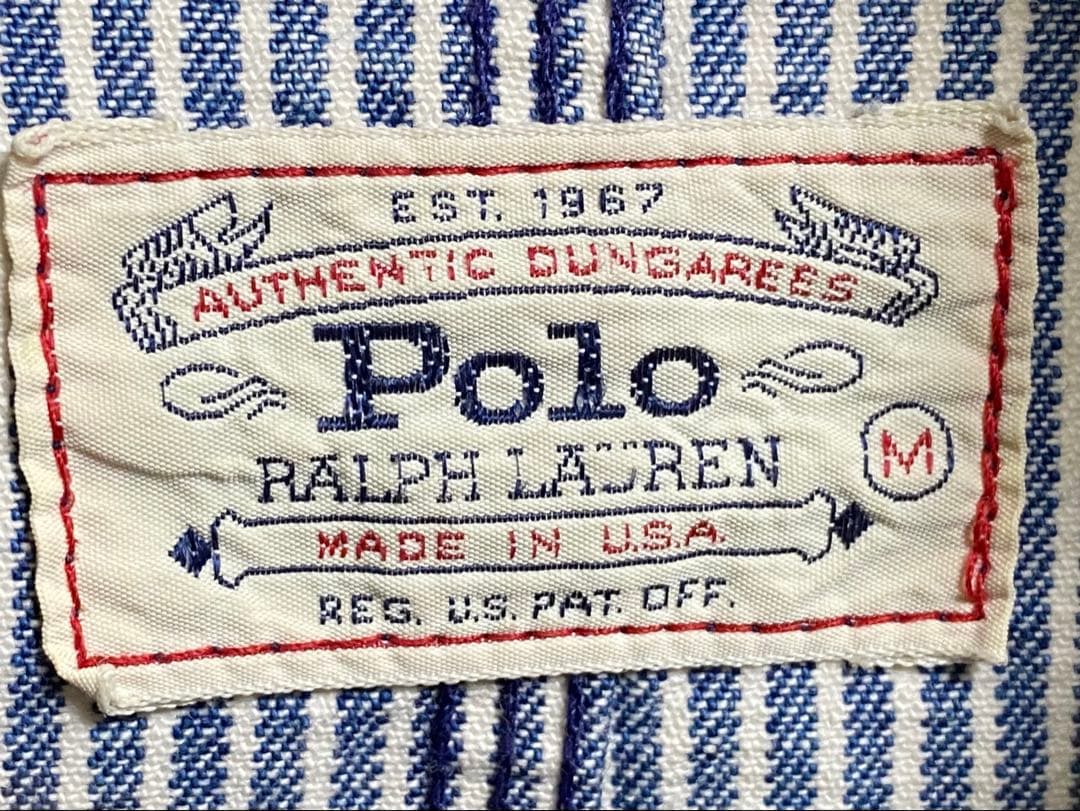 EST. 1967
AUTHENTIC DUNGAREES
Polo
RALPH LAUREN
M
MADE IN U.S.A.
REG. U.S. PAT. OFF.